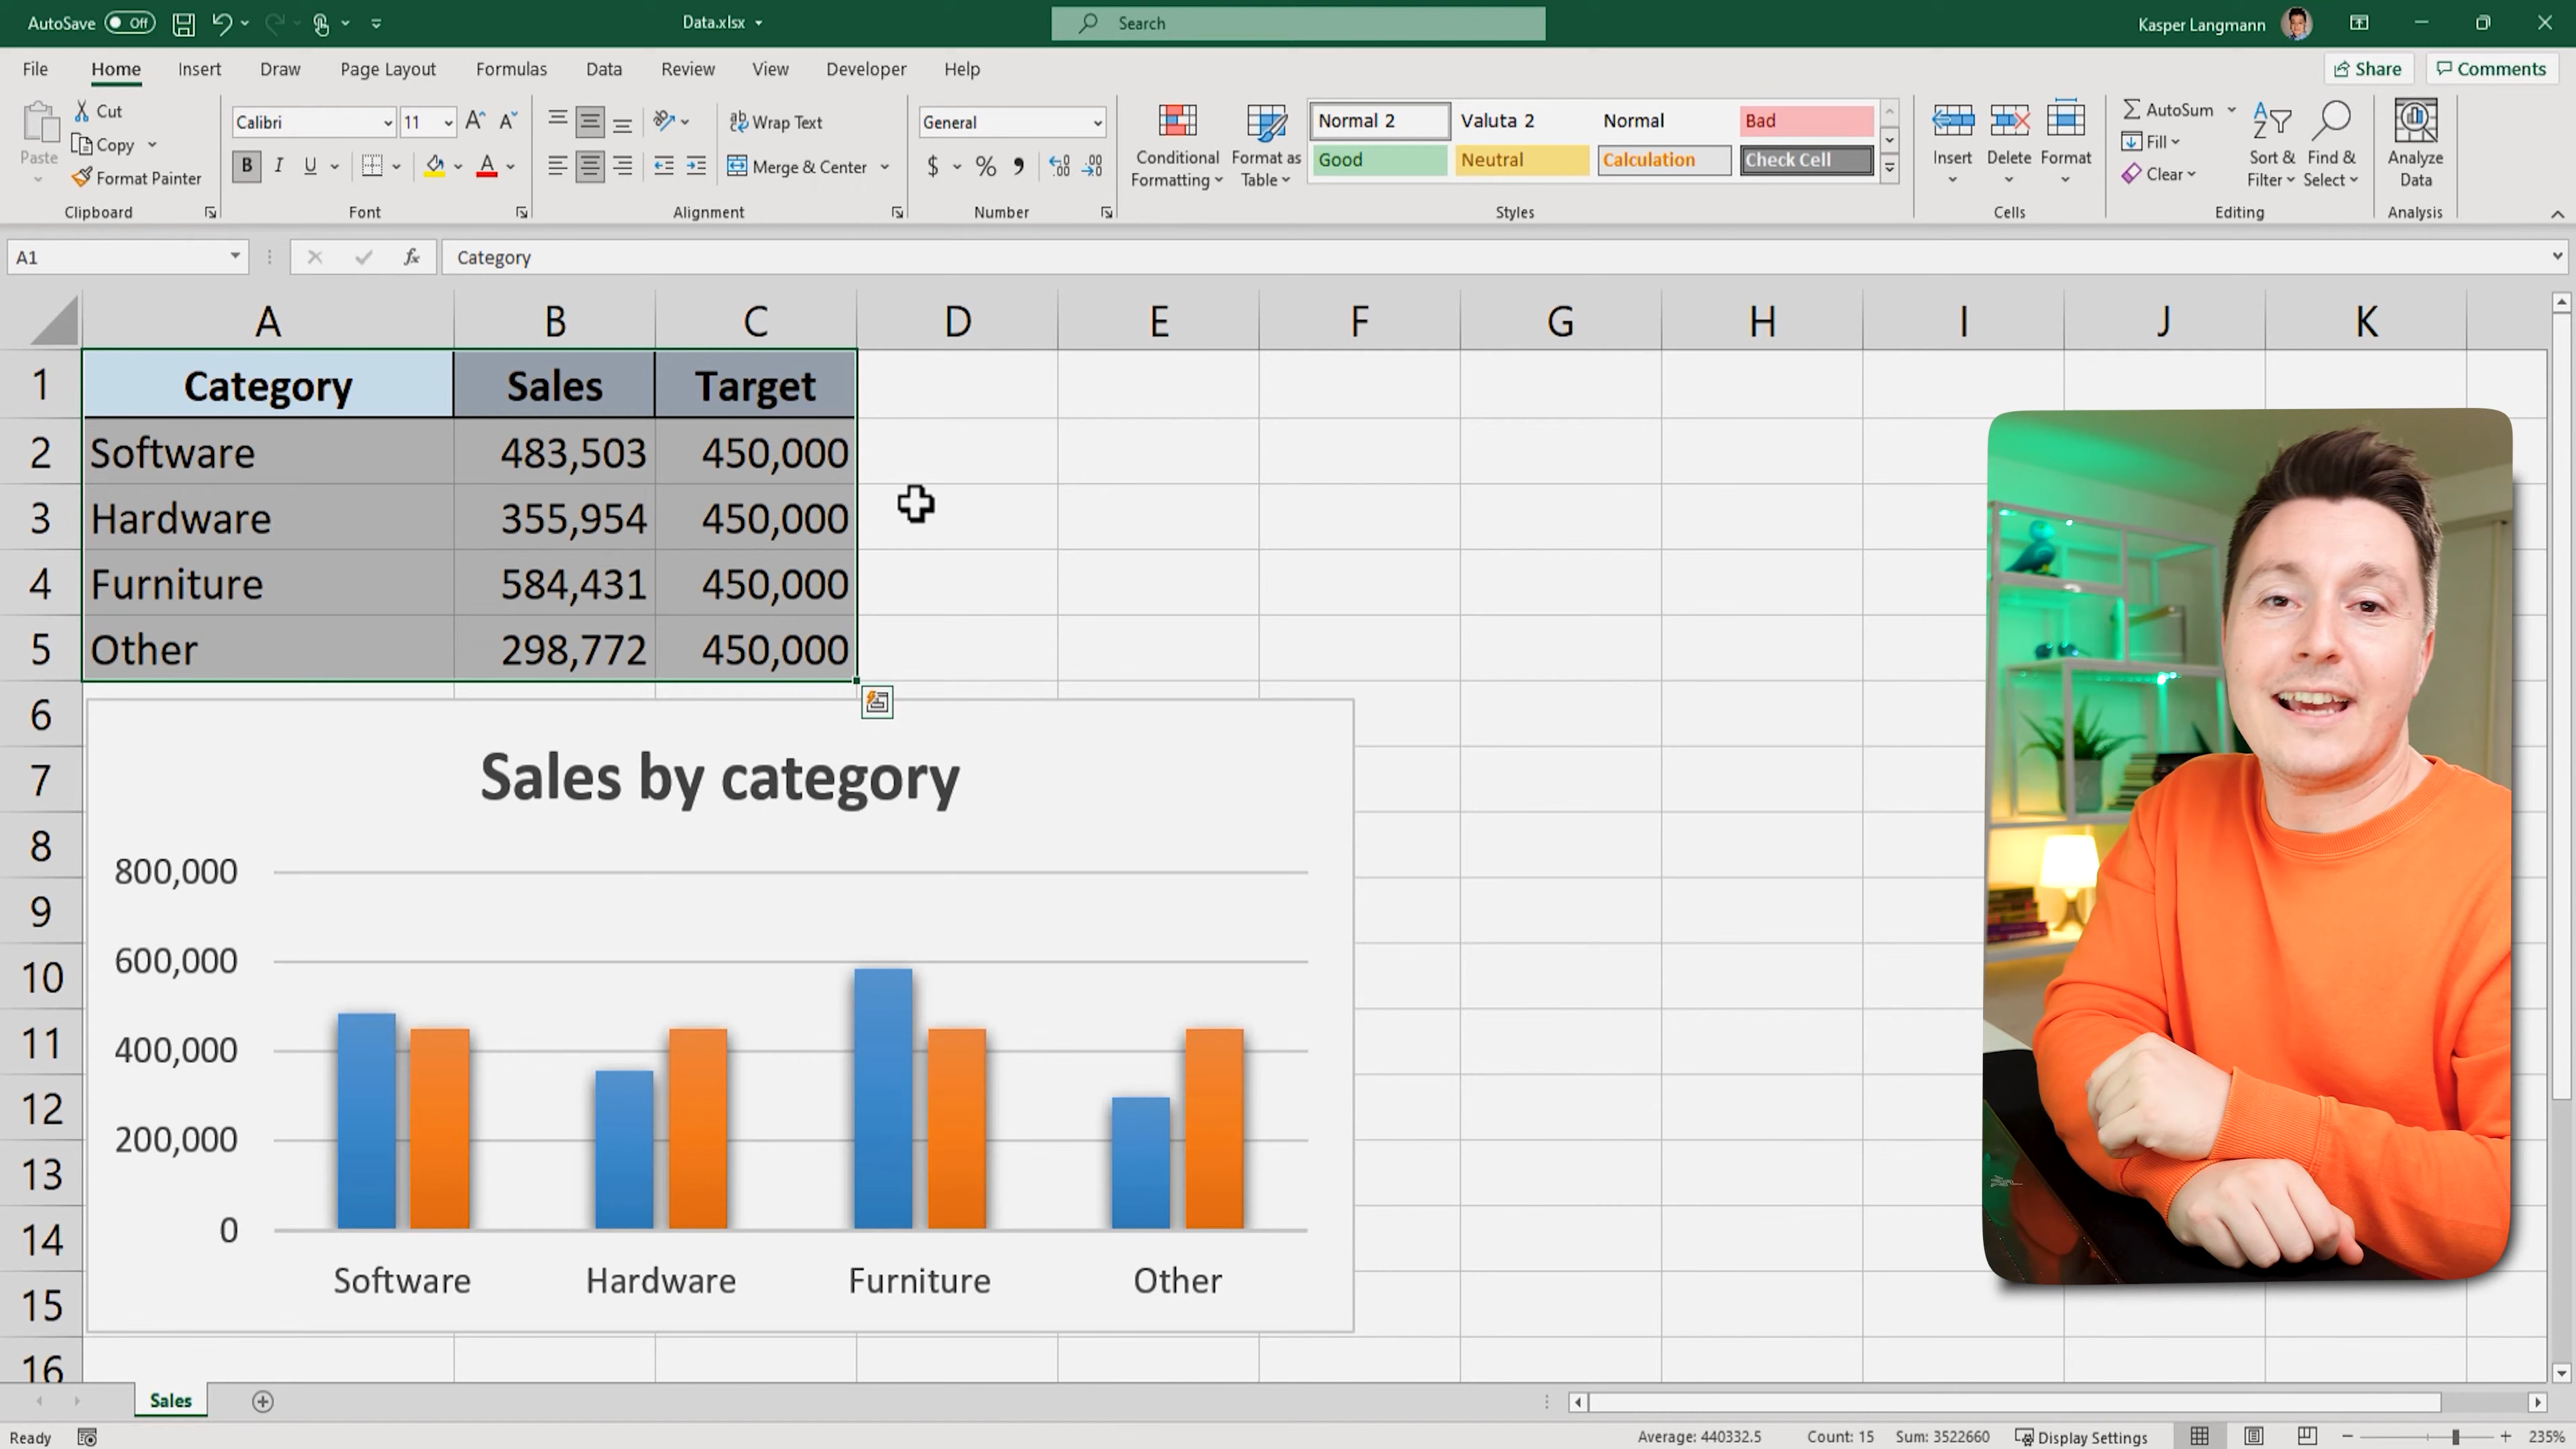 AutoSave Off Data.xlsx Search Kasper Langmann
File Home Insert Draw Page Layout Formulas Data Review View Developer Help Share Comments
Paste Cut Copy Format Painter
Clipboard
Calibri 11 A A
B I U A
Font
ab Wrap Text
Merge & Center
Alignment
General
$ % 9
Number
Conditional Formatting
Format as Table
Normal 2 Valuta 2 Normal Bad
Good Neutral Calculation Check Cell
Styles
Insert Delete Format
Cells
AutoSum
Fill
Clear
Sort & Filter
Find & Select
Editing
Analyze Data
Analysis
A1 fx Category
A B C D E F G H I J K
1 Category Sales Target
2 Software 483,503 450,000
3 Hardware 355,954 450,000
4 Furniture 584,431 450,000
5 Other 298,772 450,000
6
7
8
9
10
11
12
13
14
15
16
Sales by category
800,000
600,000
400,000
200,000
0
Software Hardware Furniture Other
Sales
Ready Average: 440332.5 Count: 15 Sum: 3522660 Display Settings 235%